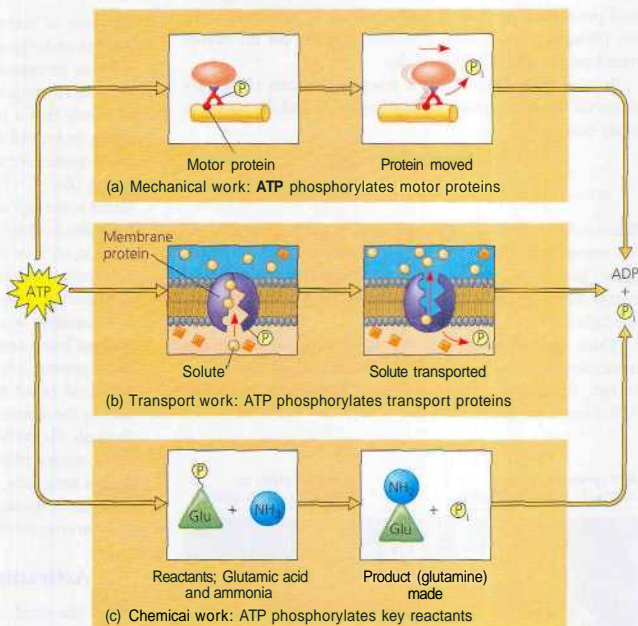 P
P i
Motor protein
Protein moved
(a) Mechanical work: ATP phosphorylates motor proteins
Membrane
protein
ATP
ADP
+
P i
P
P i
Solute
Solute transported
(b) Transport work: ATP phosphorylates transport proteins
P
Glu
+
NH3
NH2
Glu
+
P i
Reactants; Glutamic acid
and ammonia
Product (glutamine)
made
(c) Chemicai work: ATP phosphorylates key reactants
Activatio